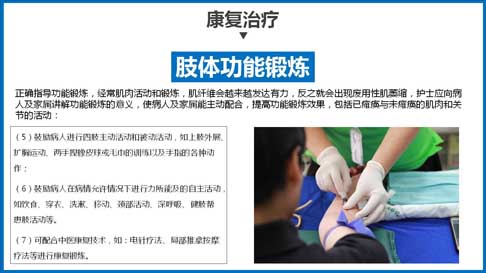 康复治疗
肢体功能锻炼
正确指导功能锻炼，经常肌肉活动和锻炼，肌纤维会越来越发达有力，反之就会出现废用性肌萎缩，护士应向病
人及家属讲解功能锻炼的意义，使病人及家属能主动配合，提高功能锻炼效果，包括已瘫痪与未瘫痪的肌肉和关
节的活动：
（5）鼓励病人进行四肢主动活动和被动活动，如上肢外展、
扩胸运动、两手捏橡皮球或毛巾的训练以及手指的各种动
作；
（6）鼓励病人在病情允许情况下进行力所能及的自主活动，
如饮食、穿衣、洗漱、移动、颈部活动、深呼吸、健肢帮
患肢活动等。
（7）可配合中医康复技术，如：电针疗法、局部推拿按摩
疗法等进行康复锻炼。